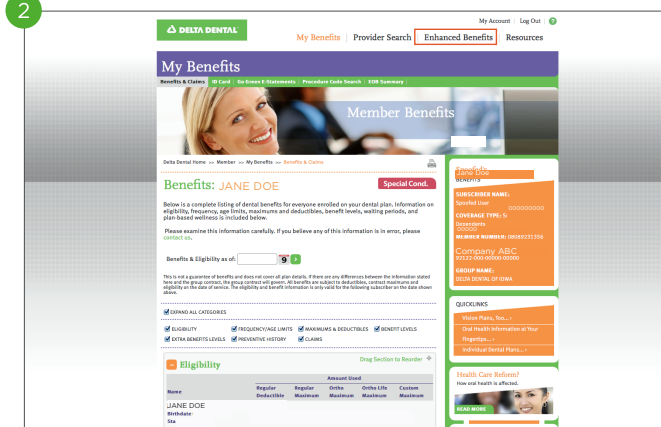 2
My Account | Log Out | ?
DELTA DENTAL
My Benefits | Provider Search Enhanced Benefits Resources
My Benefits
Benefits & Claims ID Card | Go Green E-Statements | Procedure Code Search | EOB Summary |
Member Benefits
Delta Dental Home >> Member >> My Benefits >> Benefits & Claims
Benefits: JANE DOE
Special Cond.
Below is a complete listing of dental benefits for everyone enrolled on your dental plan. Information on
eligibility, frequency, age limits, maximums and deductibles, benefit levels, waiting periods, and
plan-based wellness is included below.
Please examine this information carefully. If you believe any of this information is in error, please
contact us.
Benefits & Eligibility as of: 9
This is not a guarantee of benefits and does not cover all plan details. If there are any differences between the information stated
here and the group contract, the group contract will govern. All benefits are subject to deductibles, contract maximums and
eligibility on the date of service. The eligibility and benefit information is only valid for the following subscriber on the date shown
above.
EXPAND ALL CATEGORIES
ELIGIBILITY FREQUENCY/AGE LIMITS MAXIMUMS & DEDUCTIBLES BENEFIT LEVELS
EXTRA BENEFITS LEVELS PREVENTIVE HISTORY CLAIMS
Drag Section to Reorder
Eligibility
Amount Used
Name Regular Deductible Regular Maximum Ortho Maximum Ortho Life Maximum Custom Maximum
JANE DOE
Birthdate
Sta
Jane Doe
BENEFITS
SUBSCRIBER NAME:
Spoofed User
000000000
COVERAGE TYPE:
Dependents
00000
MEMBER NUMBER: 08089231356
Company ABC
92122-000-00000-00000
GROUP NAME:
DELTA DENTAL OF IOWA
QUICKLINKS
Vision Plans, Too... ›
Oral Health Information at Your
Fingertips... ›
Individual Dental Plans... ›
Health Care Reform?
How oral health is affected.
READ MORE